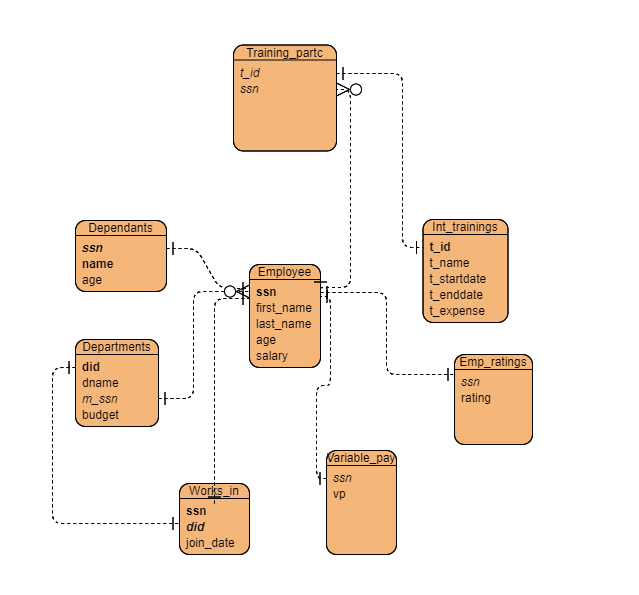 Training_partc
t_id
ssn
Dependants
ssn
name
age
Int_trainings
t_id
t_name
t_startdate
t_enddate
t_expense
Employee
ssn
first_name
last_name
age
salary
Departments
did
dname
m_ssn
budget
Emp_ratings
ssn
rating
Variable_pay
ssn
vp
Works_in
ssn
did
join_date